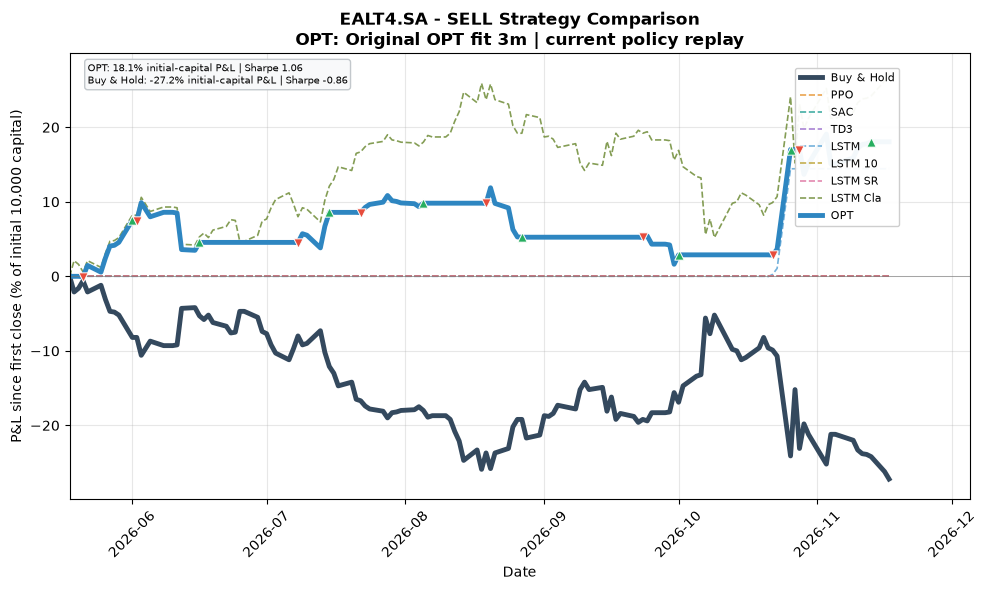 EALT4.SA - SELL Strategy Comparison
OPT: Original OPT fit 3m | current policy replay
OPT: 18.1% initial-capital P&L | Sharpe 1.06
Buy & Hold: -27.2% initial-capital P&L | Sharpe -0.86
Buy & Hold
PPO
SAC
TD3
LSTM
LSTM 10
LSTM SR
LSTM Cla
OPT
P&L since first close (% of initial 10,000 capital)
20
10
0
−10
−20
2026-06
2026-07
2026-08
2026-09
2026-10
2026-11
2026-12
Date